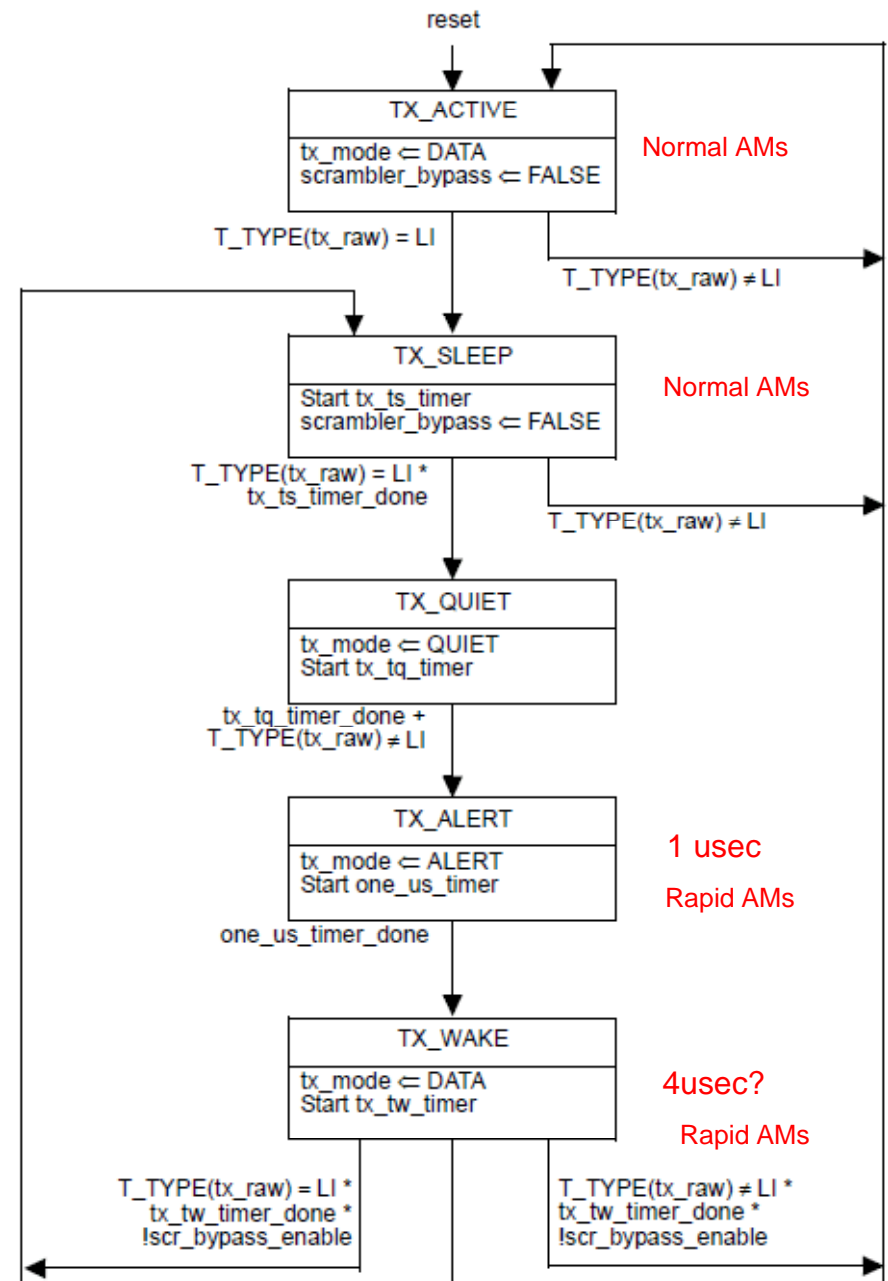 reset
TX_ACTIVE
tx_mode ⇐ DATA
scrambler_bypass ⇐ FALSE
Normal AMs
T_TYPE(tx_raw) = LI
T_TYPE(tx_raw) ≠ LI
TX_SLEEP
Start tx_ts_timer
scrambler_bypass ⇐ FALSE
Normal AMs
T_TYPE(tx_raw) = LI *
tx_ts_timer_done
T_TYPE(tx_raw) ≠ LI
TX_QUIET
tx_mode ⇐ QUIET
Start tx_tq_timer
tx_tq_timer_done +
T_TYPE(tx_raw) ≠ LI
TX_ALERT
tx_mode ⇐ ALERT
Start one_us_timer
1 usec
Rapid AMs
one_us_timer_done
TX_WAKE
tx_mode ⇐ DATA
Start tx_tw_timer
4usec?
Rapid AMs
T_TYPE(tx_raw) = LI *
tx_tw_timer_done *
!scr_bypass_enable
T_TYPE(tx_raw) ≠ LI *
tx_tw_timer_done *
!scr_bypass_enable